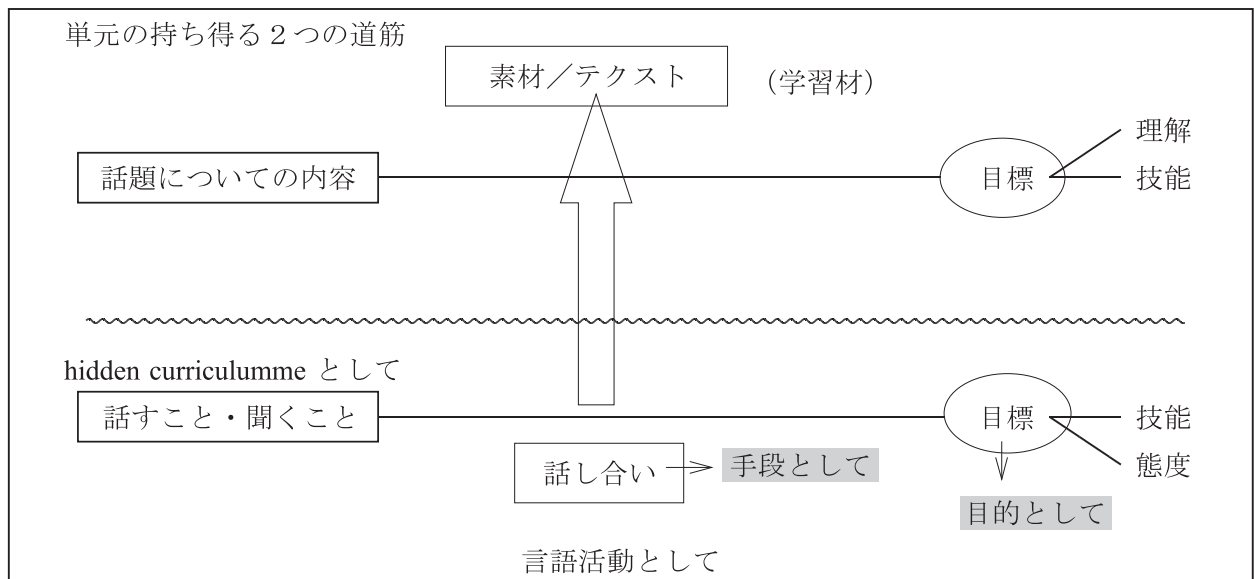 単元の持ち得る２つの道筋
素材／テクスト
（学習材）
話題についての内容
目標
理解
技能
hidden curriculumme として
話すこと・聞くこと
目標
技能
態度
話し合い
手段として
目的として
言語活動として